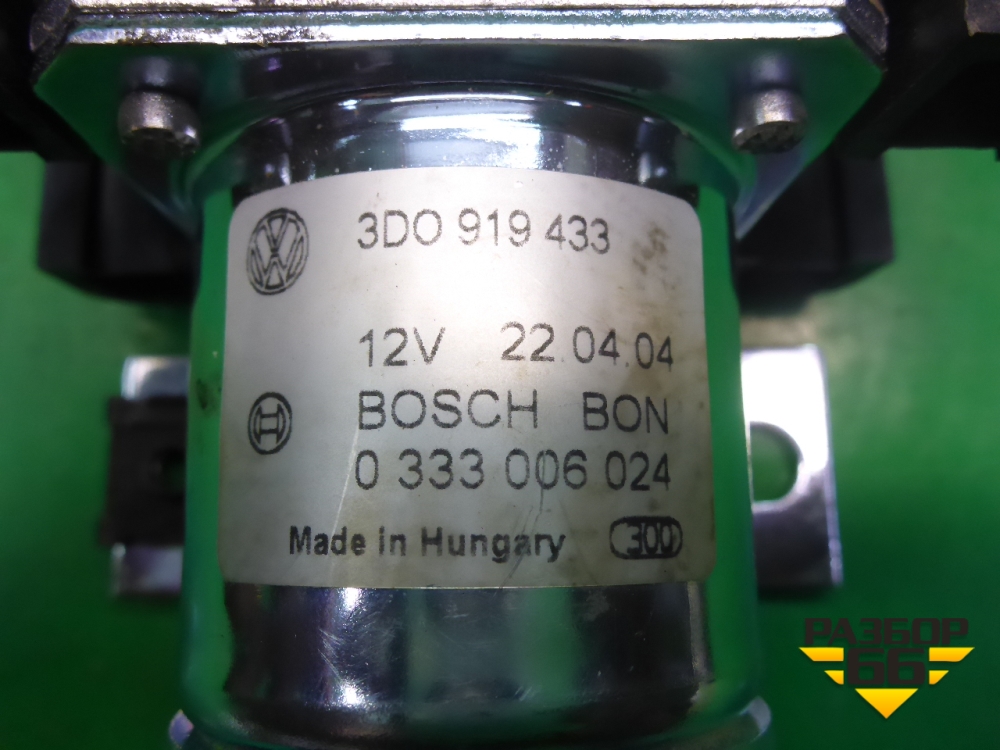 3D0 919 433
12V 22.04.04
BOSCH BON
0 333 006 024
Made in Hungary 300
РАЗБОР
66